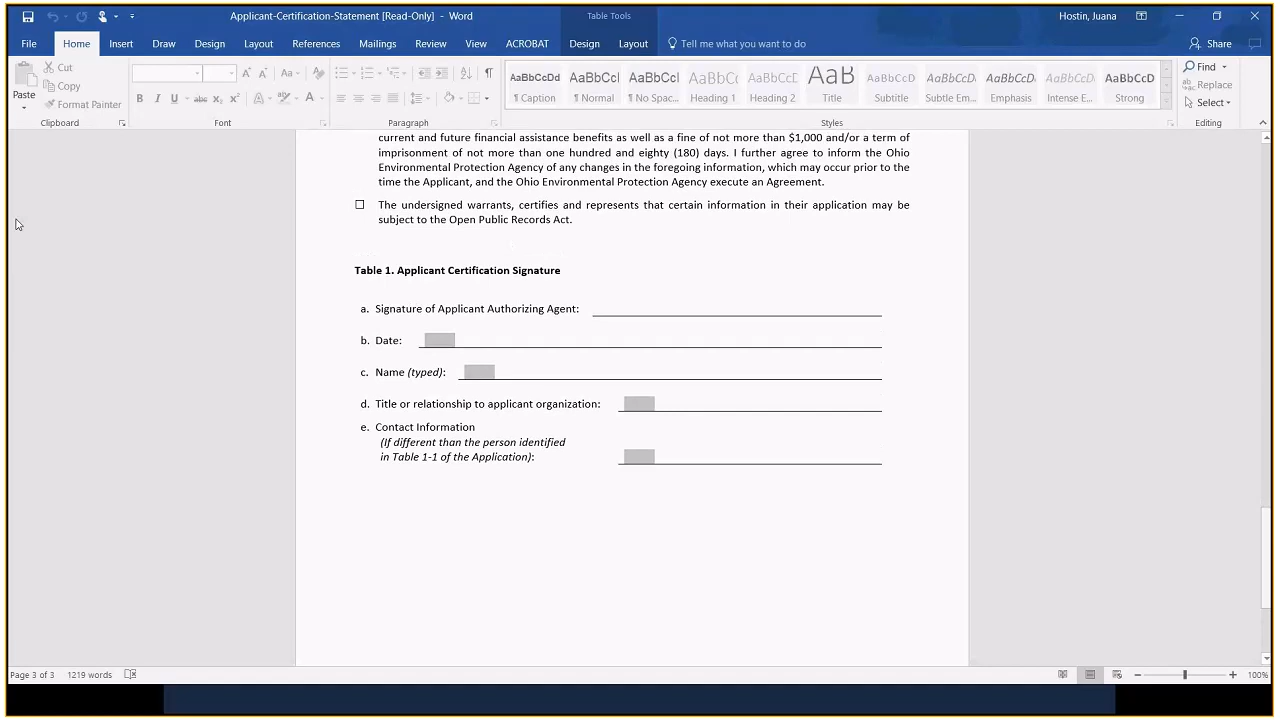 Applicant-Certification-Statement [Read-Only] - Word
Table Tools
Hostin, Juana
File
Home
Insert
Draw
Design
Layout
References
Mailings
Review
View
ACROBAT
Design
Layout
Tell me what you want to do
Share
Paste
Cut
Copy
Format Painter
Clipboard
Aa
B I U abc x₂ x²
A
Font
Paragraph
AaBbCcDd AaBbCcI AaBbCcI AaBbC AaBbCcE AaB AaBbCcD AaBbCcD AaBbCcD AaBbCcD AaBbCcD
¶ Caption ¶ Normal ¶ No Spac... Heading 1 Heading 2 Title Subtitle Subtle Em... Emphasis Intense E... Strong
Styles
Find
Replace
Select
Editing
current and future financial assistance benefits as well as a fine of not more than $1,000 and/or a term of
imprisonment of not more than one hundred and eighty (180) days. I further agree to inform the Ohio
Environmental Protection Agency of any changes in the foregoing information, which may occur prior to the
time the Applicant, and the Ohio Environmental Protection Agency execute an Agreement.
☐ The undersigned warrants, certifies and represents that certain information in their application may be
subject to the Open Public Records Act.
Table 1. Applicant Certification Signature
a. Signature of Applicant Authorizing Agent:
b. Date:
c. Name (typed):
d. Title or relationship to applicant organization:
e. Contact Information
(If different than the person identified
in Table 1-1 of the Application):
Page 3 of 3 1219 words
100%